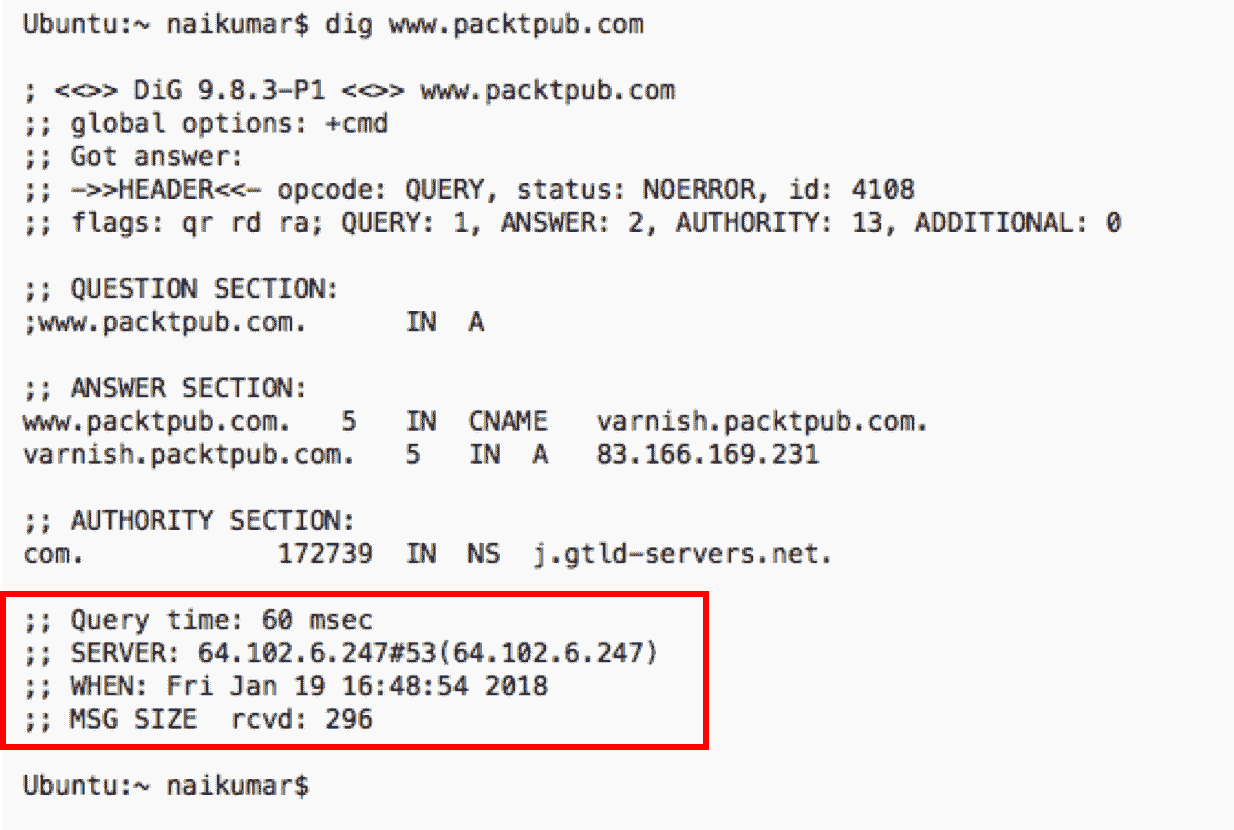 Ubuntu:~ naikumar$ dig www.packtpub.com
; <<>> DiG 9.8.3-P1 <<>> www.packtpub.com
;; global options: +cmd
;; Got answer:
;; ->>HEADER<<- opcode: QUERY, status: NOERROR, id: 4108
;; flags: qr rd ra; QUERY: 1, ANSWER: 2, AUTHORITY: 13, ADDITIONAL: 0
;; QUESTION SECTION:
;www.packtpub.com. IN A
;; ANSWER SECTION:
www.packtpub.com. 5 IN CNAME varnish.packtpub.com.
varnish.packtpub.com. 5 IN A 83.166.169.231
;; AUTHORITY SECTION:
com. 172739 IN NS j.gtld-servers.net.
;; Query time: 60 msec
;; SERVER: 64.102.6.247#53(64.102.6.247)
;; WHEN: Fri Jan 19 16:48:54 2018
;; MSG SIZE rcvd: 296
Ubuntu:~ naikumar$